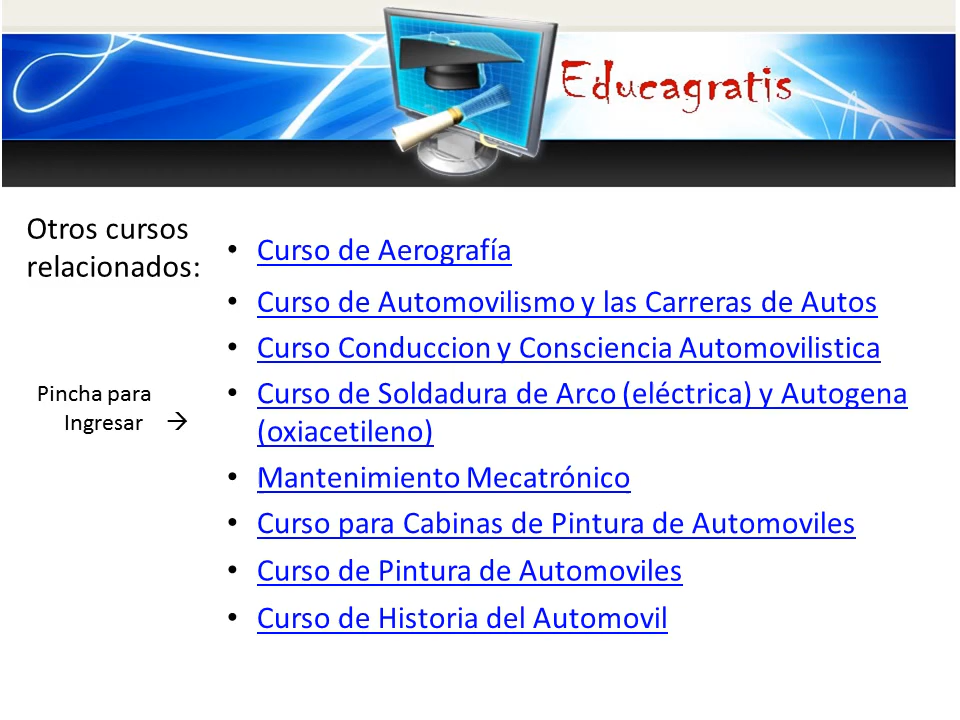 Educagratis
Otros cursos
relacionados:
Pincha para
Ingresar →
• Curso de Aerografía
• Curso de Automovilismo y las Carreras de Autos
• Curso Conduccion y Consciencia Automovilistica
• Curso de Soldadura de Arco (eléctrica) y Autogena
(oxiacetileno)
• Mantenimiento Mecatrónico
• Curso para Cabinas de Pintura de Automoviles
• Curso de Pintura de Automoviles
• Curso de Historia del Automovil